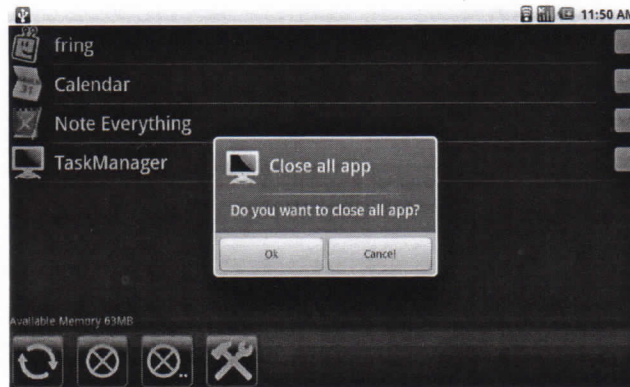 11:50 AM
fring
Calendar
Note Everything
TaskManager
Close all app
Do you want to close all app?
Ok
Cancel
Available Memory 63MB